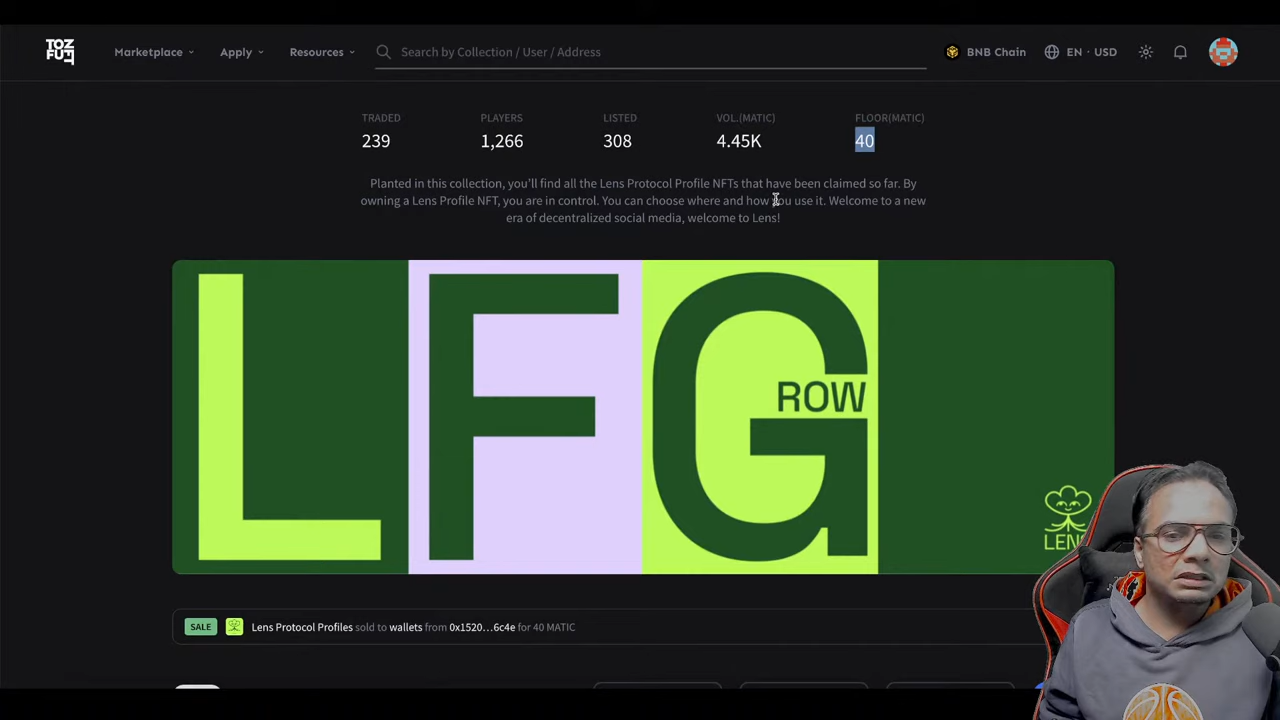 TOZ
FUT
Marketplace
Apply
Resources
Search by Collection / User / Address
BNB Chain
EN · USD
TRADED
PLAYERS
LISTED
VOL.(MATIC)
FLOOR(MATIC)
239
1,266
308
4.45K
40
Planted in this collection, you'll find all the Lens Protocol Profile NFTs that have been claimed so far. By
owning a Lens Profile NFT, you are in control. You can choose where and how you use it. Welcome to a new
era of decentralized social media, welcome to Lens!
LFG
ROW
LENS
SALE
Lens Protocol Profiles sold to wallets from 0x1520...6c4e for 40 MATIC